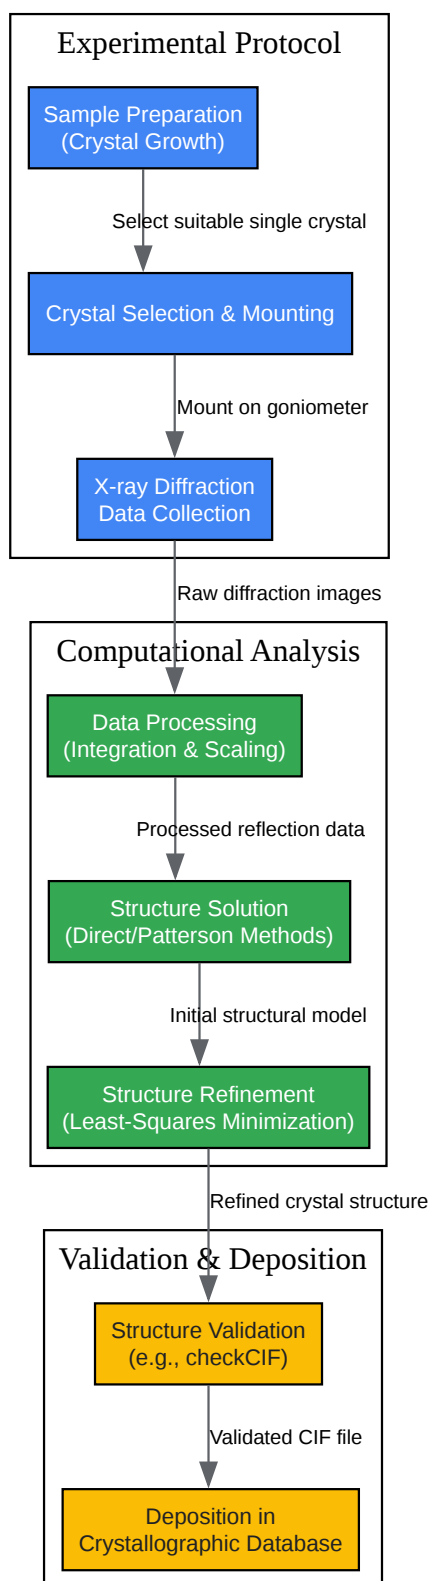 Experimental Protocol
Sample Preparation
(Crystal Growth)
Select suitable single crystal
Crystal Selection & Mounting
Mount on goniometer
X-ray Diffraction
Data Collection
Raw diffraction images
Computational Analysis
Data Processing
(Integration & Scaling)
Processed reflection data
Structure Solution
(Direct/Patterson Methods)
Initial structural model
Structure Refinement
(Least-Squares Minimization)
Refined crystal structure
Validation & Deposition
Structure Validation
(e.g., checkCIF)
Validated CIF file
Deposition in
Crystallographic Database